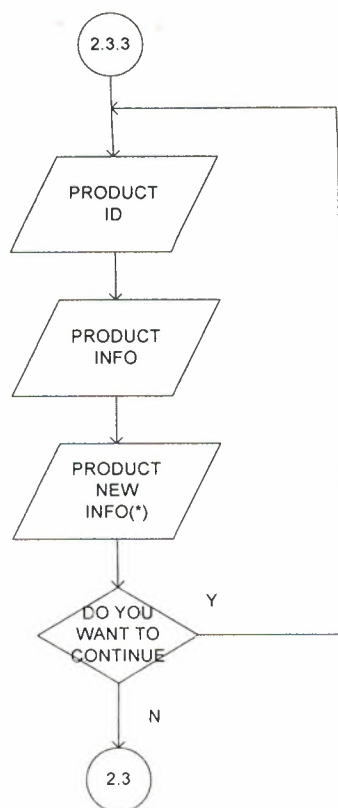 2.3.3
PRODUCT
ID
PRODUCT
INFO
PRODUCT
NEW
INFO(*)
DO YOU
WANT TO
CONTINUE
Y
N
2.3